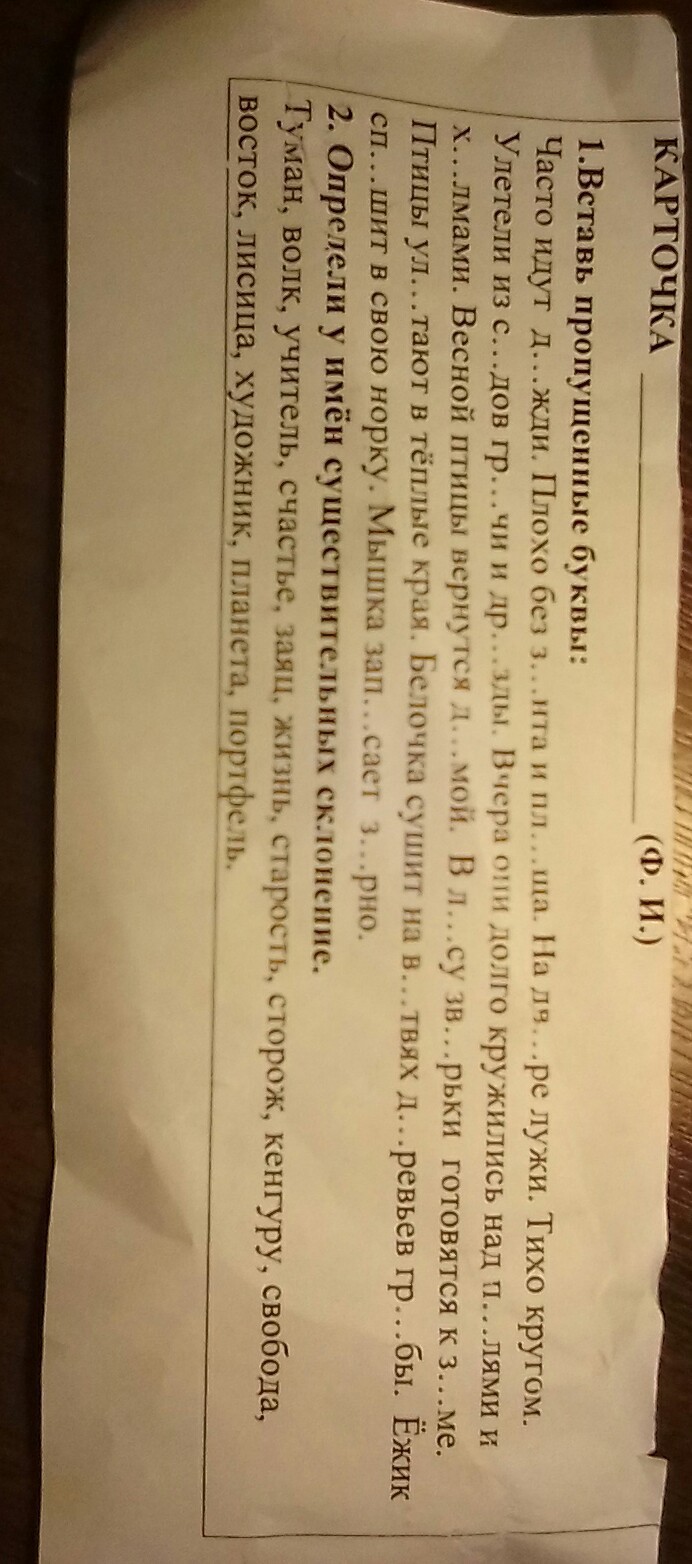 КАРТОЧКА ____________________ (Ф. И.)
1.Вставь пропущенные буквы:
Часто идут д…жди. Плохо без з…нта и пл…ща. На дв…ре лужи. Тихо кругом.
Улетели из с…дов гр…чи и др…зды. Вчера они долго кружились над п…лями и
х…лмами. Весной птицы вернутся д…мой. В л…су зв…рьки готовятся к з…ме.
Птицы ул…тают в тёплые края. Белочка сушит на в…твях д…ревьев гр…бы. Ёжик
сп…шит в свою норку. Мышка зап…сает з…рно.
2. Определи у имён существительных склонение.
Туман, волк, учитель, счастье, заяц, жизнь, старость, сторож, кенгуру, свобода,
восток, лисица, художник, планета, портфель.